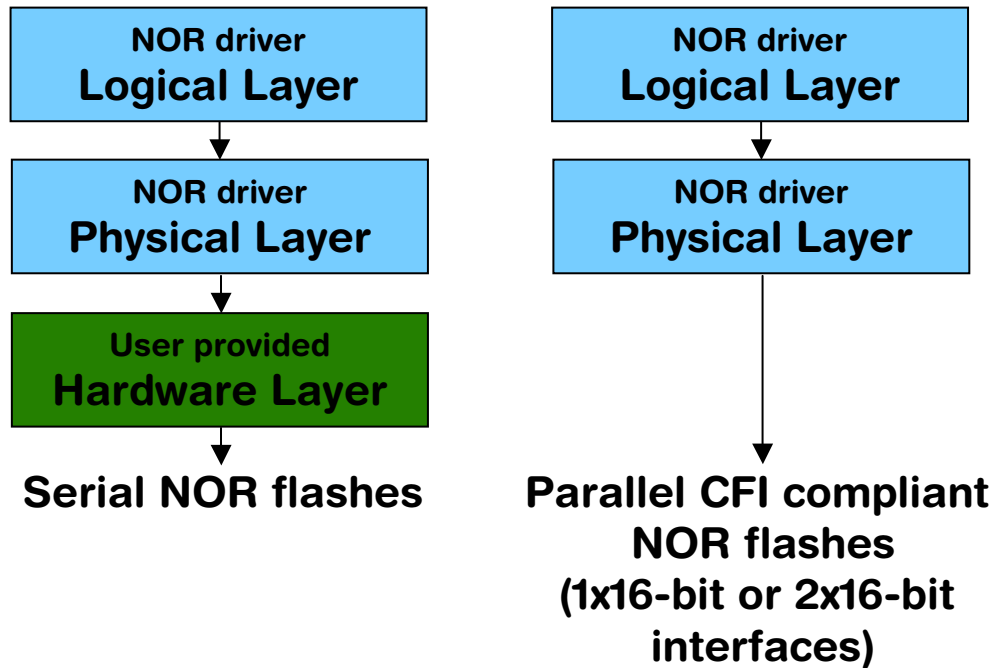 NOR driver
Logical Layer
NOR driver
Physical Layer
User provided
Hardware Layer
Serial NOR flashes
NOR driver
Logical Layer
NOR driver
Physical Layer
Parallel CFI compliant
NOR flashes
(1x16-bit or 2x16-bit
interfaces)